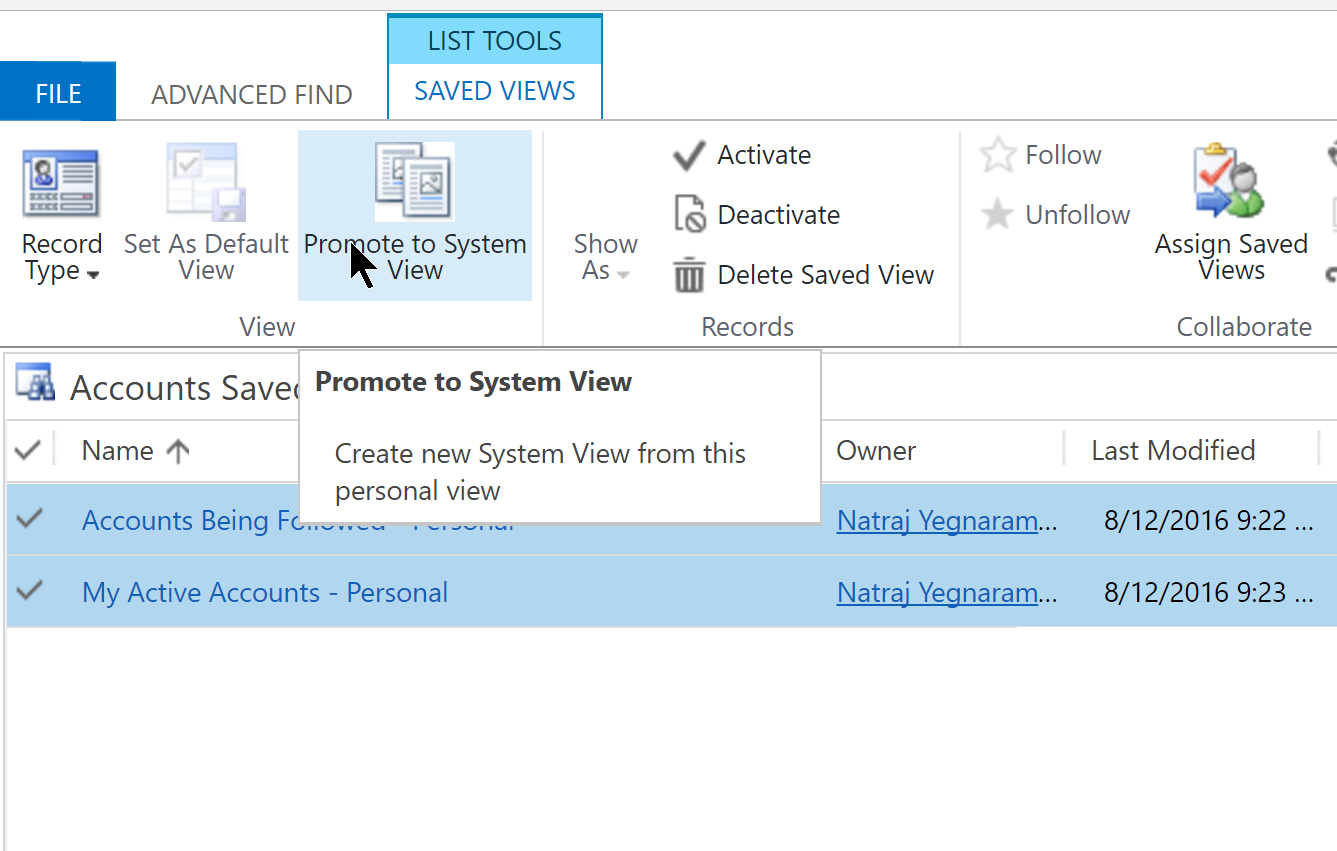 LIST TOOLS
FILE
ADVANCED FIND
SAVED VIEWS
Record
Type
Set As Default
View
Promote to System
View
View
Show
As
Activate
Deactivate
Delete Saved View
Records
Follow
Unfollow
Assign Saved
Views
Collaborate
Accounts Saved
Promote to System View
Create new System View from this
personal view
Name
Owner
Last Modified
Accounts Being Followed - Personal
Natraj Yegnaram...
8/12/2016 9:22 ...
My Active Accounts - Personal
Natraj Yegnaram...
8/12/2016 9:23 ...